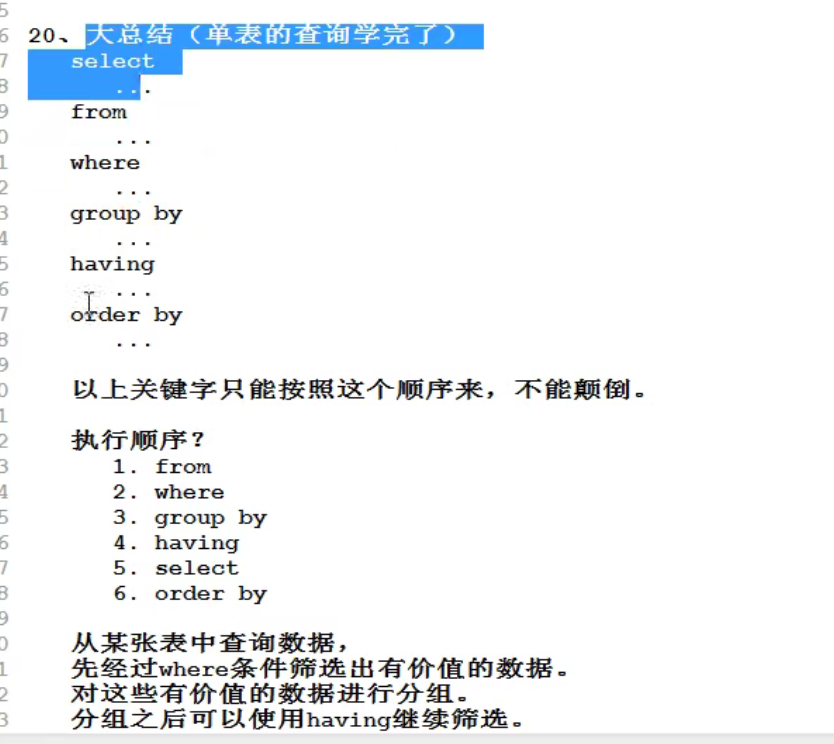 5
6 20、大总结（单表的查询学完了）
7 select
8 ...
9 from
0 ...
1 where
2 ...
3 group by
4 ...
5 having
6 ...
7 order by
8 ...
9
0 以上关键字只能按照这个顺序来，不能颠倒。
1
2 执行顺序？
3 1. from
4 2. where
5 3. group by
6 4. having
7 5. select
8 6. order by
9
0 从某张表中查询数据，
1 先经过where条件筛选出有价值的数据。
2 对这些有价值的数据进行分组。
3 分组之后可以使用having继续筛选。